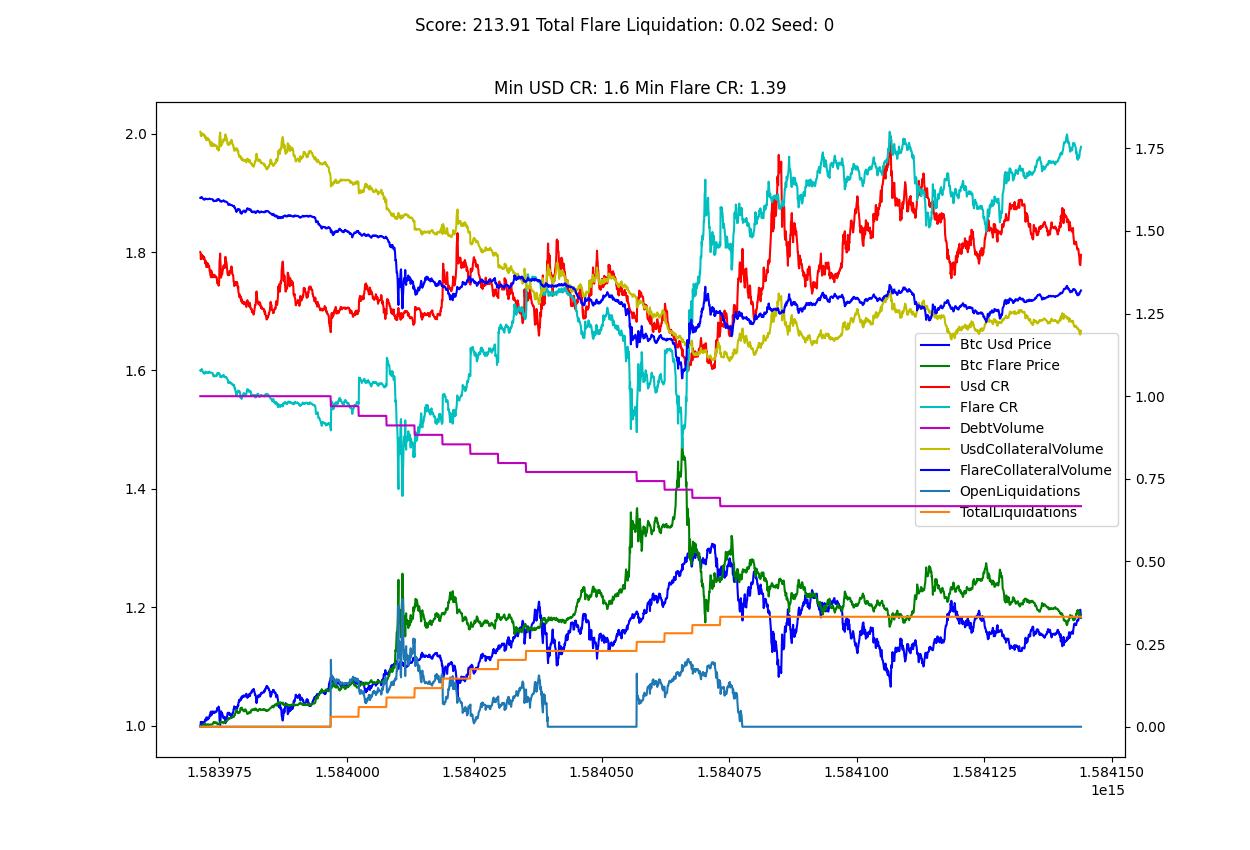 Score: 213.91 Total Flare Liquidation: 0.02 Seed: 0
Min USD CR: 1.6 Min Flare CR: 1.39
2.0
1.8
1.6
1.4
1.2
1.0
1.75
1.50
1.25
1.00
0.75
0.50
0.25
0.00
Btc Usd Price
Btc Flare Price
Usd CR
Flare CR
DebtVolume
UsdCollateralVolume
FlareCollateralVolume
OpenLiquidations
TotalLiquidations
1.583975 1.584000 1.584025 1.584050 1.584075 1.584100 1.584125 1.584150
1e15